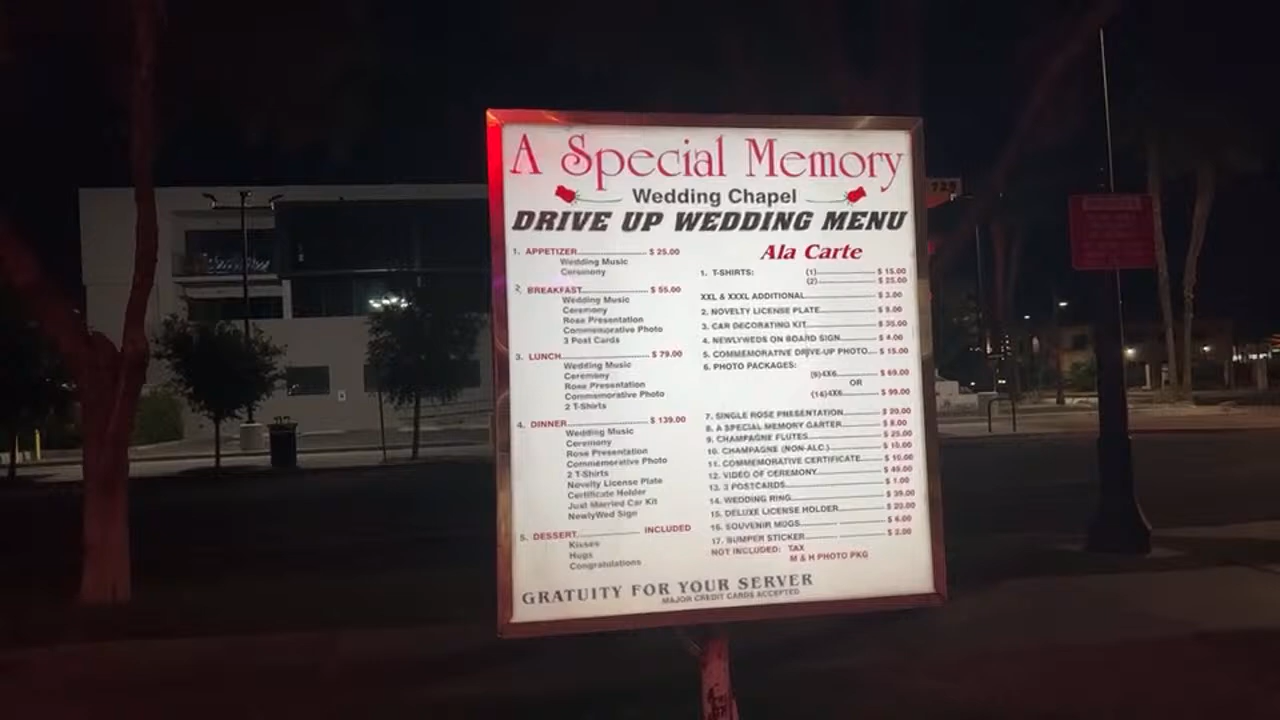 A Special Memory
Wedding Chapel
DRIVE UP WEDDING MENU
1. APPETIZER $ 25.00
Wedding Music
Ceremony
2. BREAKFAST $ 55.00
Wedding Music
Ceremony
Rose Presentation
Commemorative Photo
3 Post Cards
3. LUNCH $ 79.00
Wedding Music
Ceremony
Rose Presentation
Commemorative Photo
2 T-Shirts
4. DINNER $ 139.00
Wedding Music
Ceremony
Rose Presentation
Commemorative Photo
2 T-Shirts
Novelty License Plate
Certificate Holder
Just Married Car Kit
NewlyWed Sign
5. DESSERT INCLUDED
Kisses
Hugs
Congratulations
Ala Carte
1. T-SHIRTS: (1) $ 15.00
(2) $ 25.00
XXL & XXXL ADDITIONAL $ 3.00
2. NOVELTY LICENSE PLATE $ 8.00
3. CAR DECORATING KIT $ 35.00
4. NEWLYWEDS ON BOARD SIGN $ 4.00
5. COMMEMORATIVE DRIVE-UP PHOTO $ 15.00
6. PHOTO PACKAGES:
(9)4X6 $ 69.00
OR
(14)4X6 $ 99.00
7. SINGLE ROSE PRESENTATION $ 20.00
8. A SPECIAL MEMORY GARTER $ 8.00
9. CHAMPAGNE FLUTES $ 25.00
10. CHAMPAGNE (NON-ALC.) $ 10.00
11. COMMEMORATIVE CERTIFICATE $ 10.00
12. VIDEO OF CEREMONY $ 49.00
13. 3 POSTCARDS $ 1.00
14. WEDDING RING $ 39.00
15. DELUXE LICENSE HOLDER $ 20.00
16. SOUVENIR MUGS $ 6.00
17. BUMPER STICKER $ 2.00
NOT INCLUDED: TAX
M & H PHOTO PKG
GRATUITY FOR YOUR SERVER
MAJOR CREDIT CARDS ACCEPTED
725